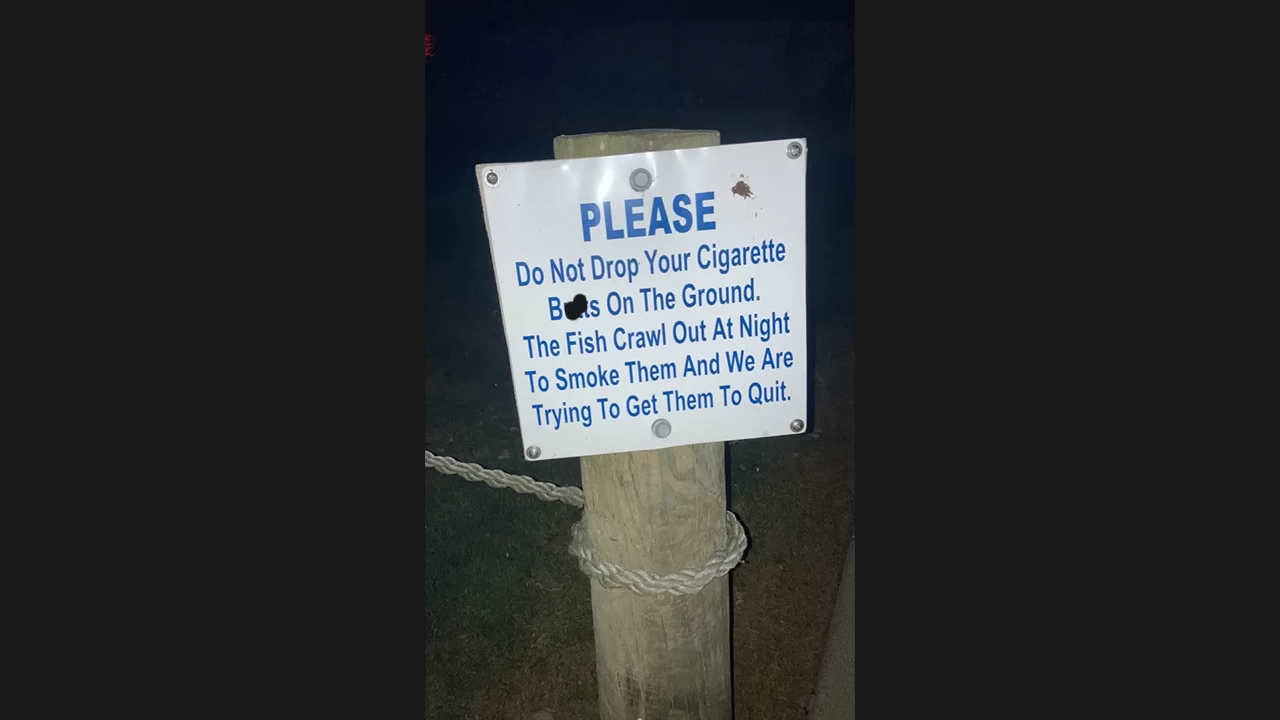 PLEASE
Do Not Drop Your Cigarette
On The Ground.
The Fish Crawl Out At Night
To Smoke Them And We Are
Trying To Get Them To Quit.